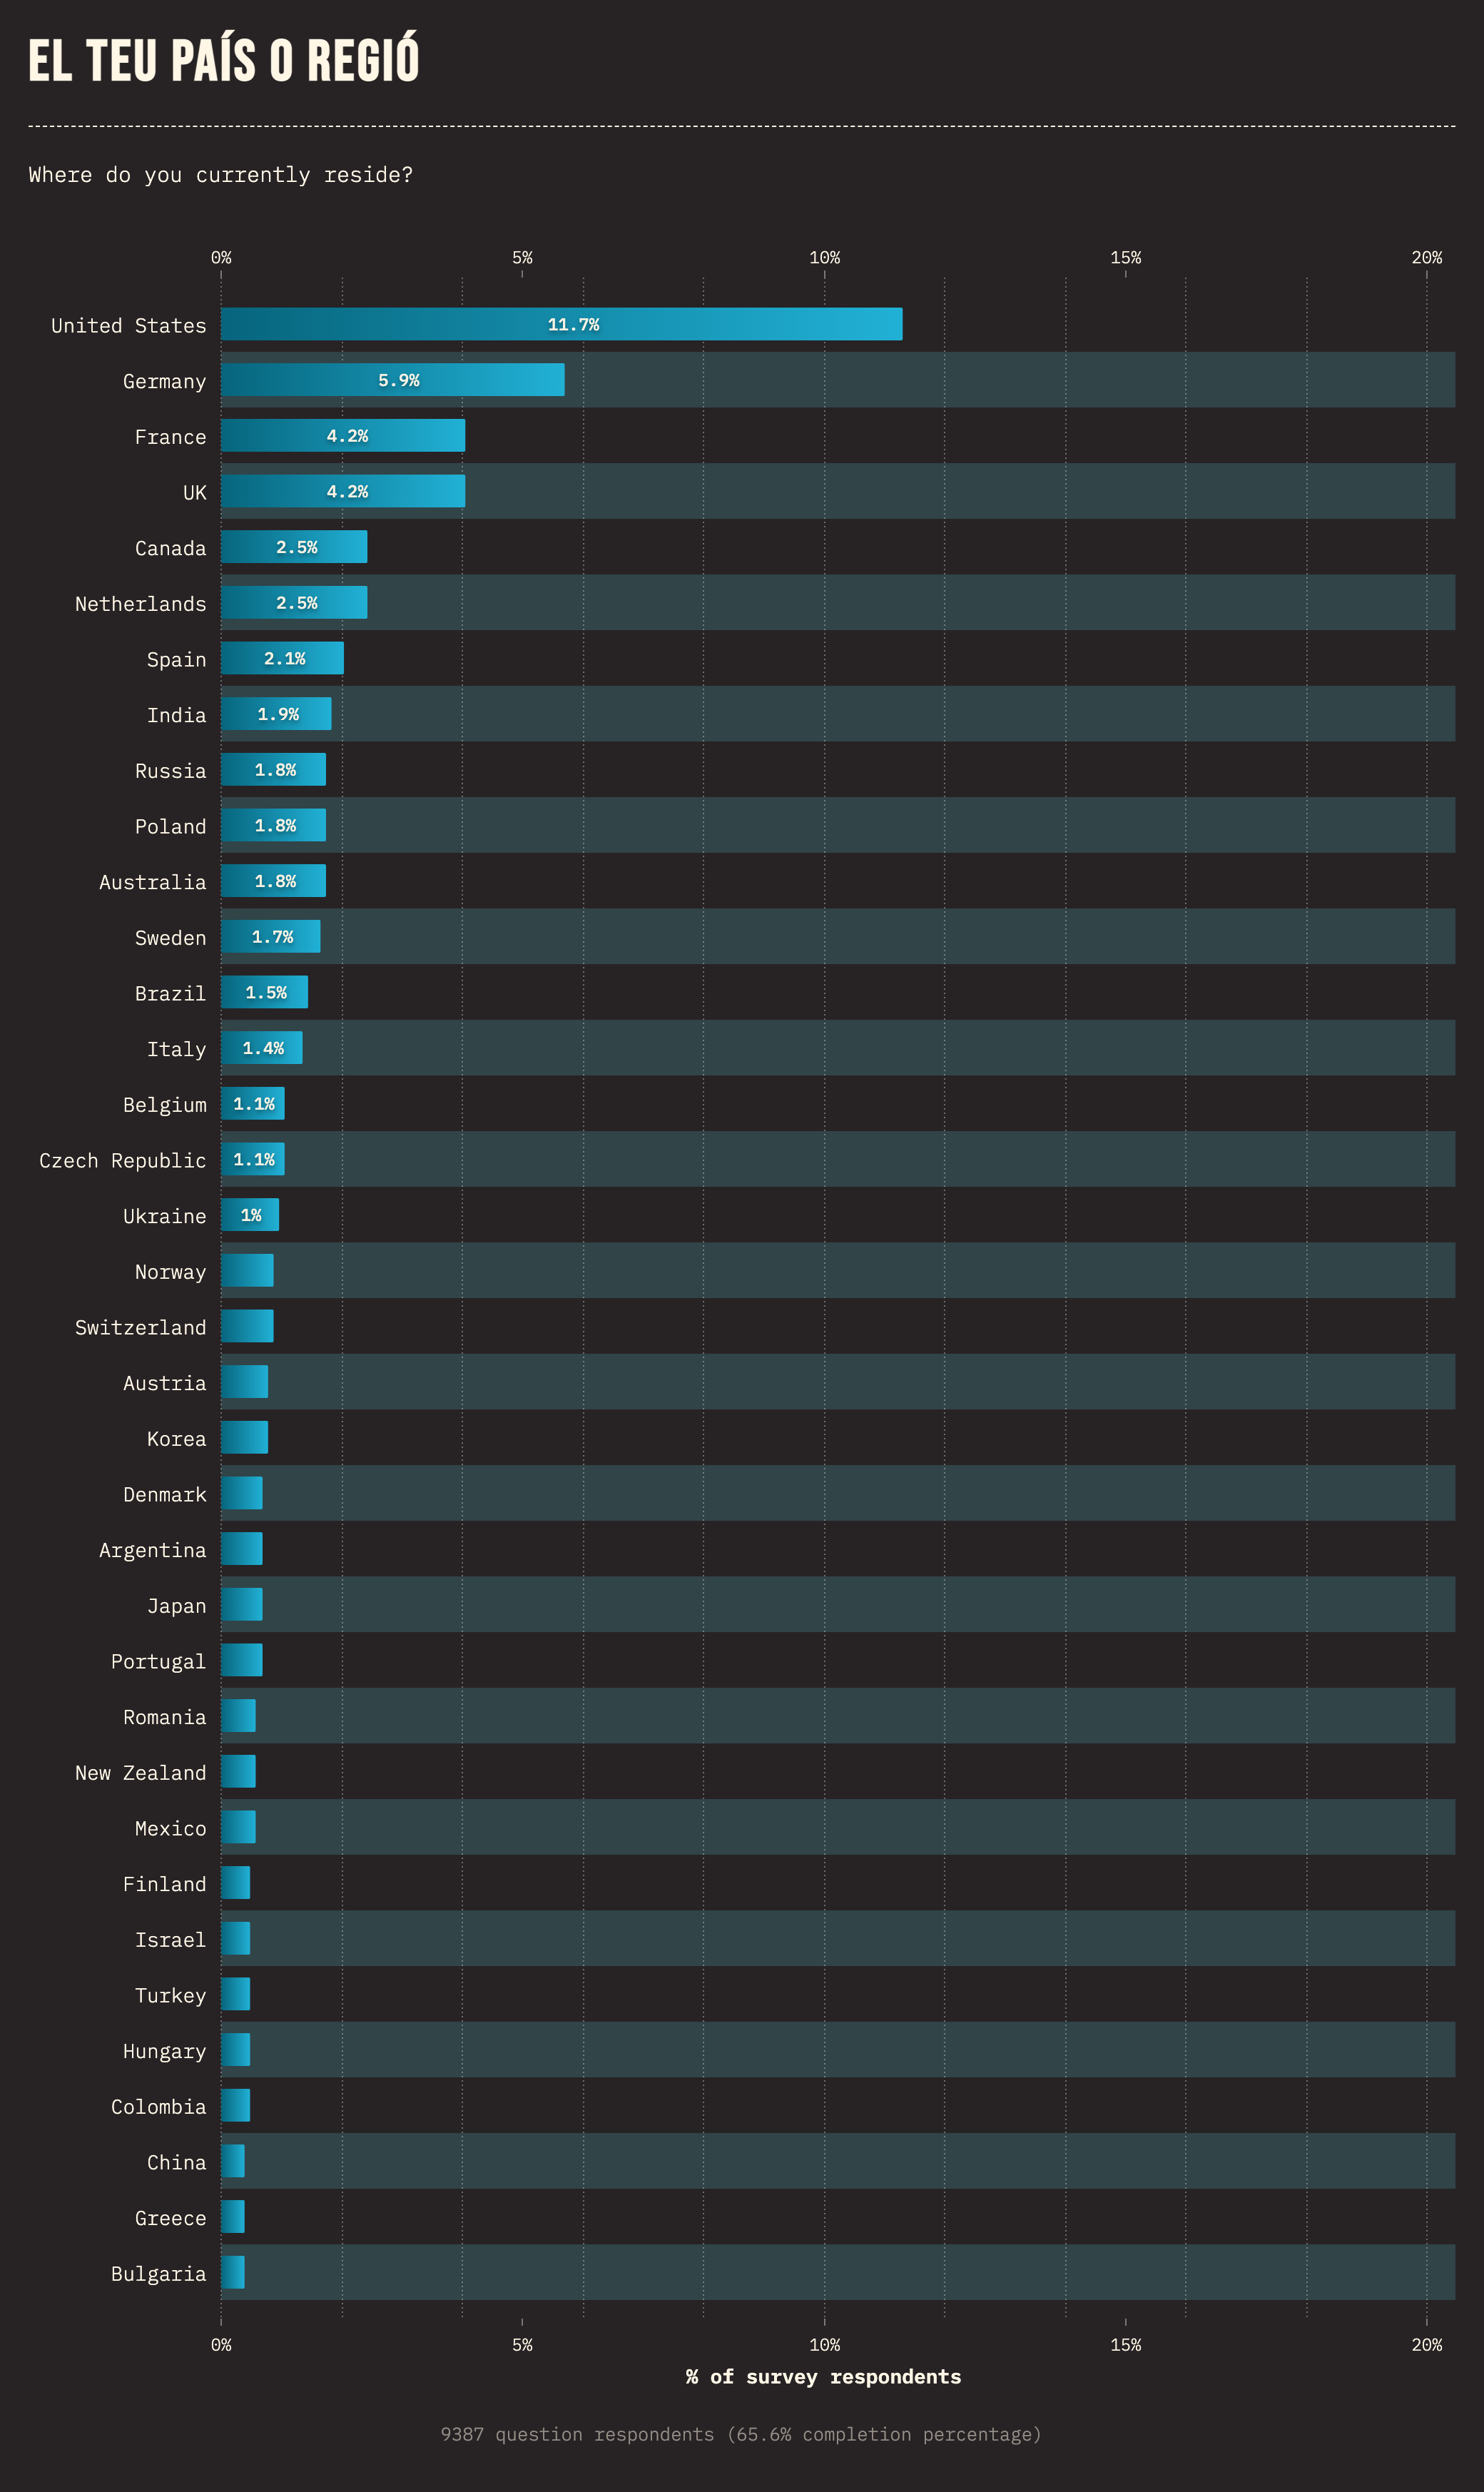 EL TEU PAÍS O REGIÓ
Where do you currently reside?
0% 5% 10% 15% 20%
United States 11.7%
Germany 5.9%
France 4.2%
UK 4.2%
Canada 2.5%
Netherlands 2.5%
Spain 2.1%
India 1.9%
Russia 1.8%
Poland 1.8%
Australia 1.8%
Sweden 1.7%
Brazil 1.5%
Italy 1.4%
Belgium 1.1%
Czech Republic 1.1%
Ukraine 1%
Norway
Switzerland
Austria
Korea
Denmark
Argentina
Japan
Portugal
Romania
New Zealand
Mexico
Finland
Israel
Turkey
Hungary
Colombia
China
Greece
Bulgaria
0% 5% 10% 15% 20%
% of survey respondents
9387 question respondents (65.6% completion percentage)